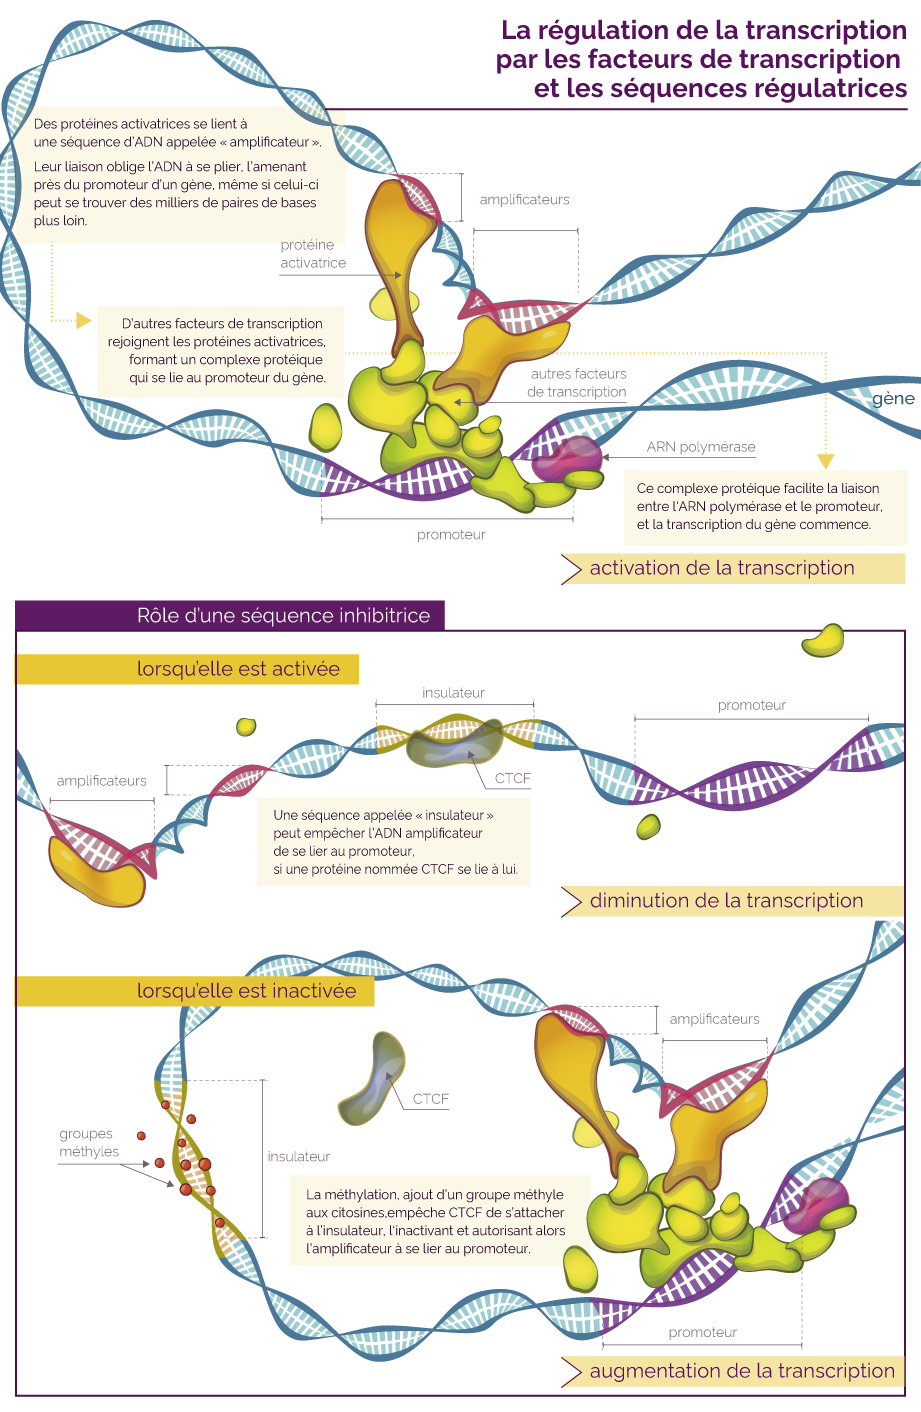 La régulation de la transcription
par les facteurs de transcription
et les séquences régulatrices
Des protéines activatrices se lient à
une séquence d'ADN appelée « amplificateur ».
Leur liaison oblige l'ADN à se plier, l'amenant
près du promoteur d'un gène, même si celui-ci
peut se trouver des milliers de paires de bases
plus loin.
amplificateurs
protéine
activatrice
D'autres facteurs de transcription
rejoignent les protéines activatrices,
formant un complexe protéique
qui se lie au promoteur du gène.
autres facteurs
de transcription
gène
ARN polymérase
Ce complexe protéique facilite la liaison
entre l'ARN polymérase et le promoteur,
et la transcription du gène commence.
promoteur
activation de la transcription
Rôle d'une séquence inhibitrice
lorsqu'elle est activée
insulateur
promoteur
amplificateurs
CTCF
Une séquence appelée « insulateur »
peut empêcher l'ADN amplificateur
de se lier au promoteur,
si une protéine nommée CTCF se lie à lui.
diminution de la transcription
lorsqu'elle est inactivée
amplificateurs
CTCF
groupes
méthyles
insulateur
La méthylation, ajout d'un groupe méthyle
aux citosines,empêche CTCF de s'attacher
à l'insulateur, l'inactivant et autorisant alors
l'amplificateur à se lier au promoteur.
promoteur
augmentation de la transcription